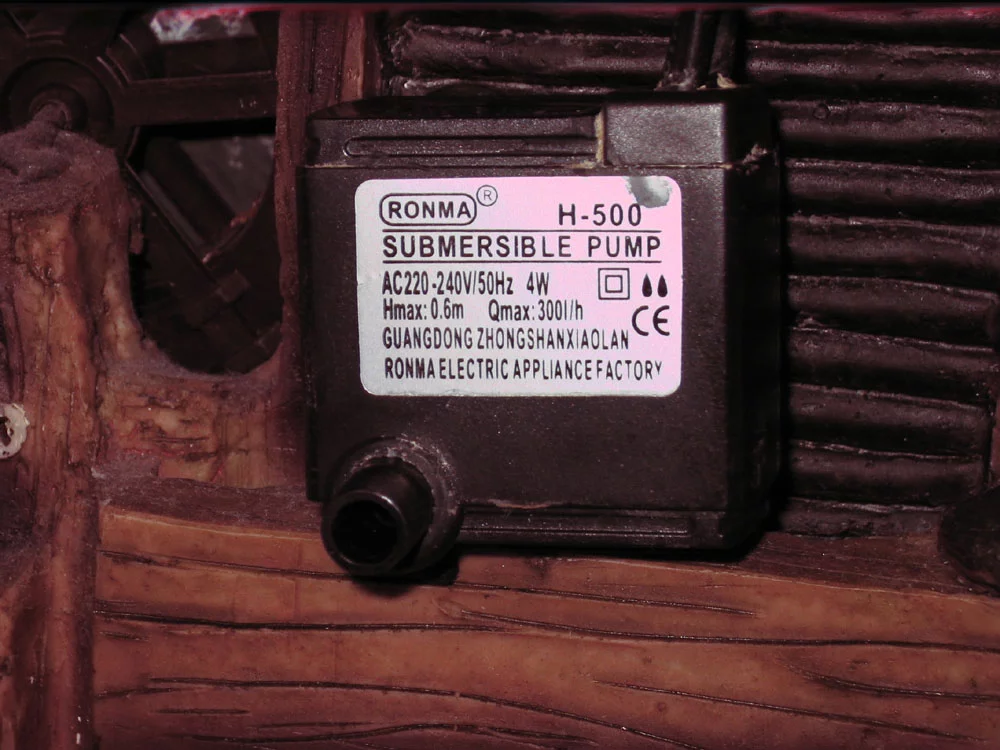 RONMA ® H-500
SUBMERSIBLE PUMP
AC220-240V/50Hz 4W
Hmax: 0.6m Qmax: 300l/h
CE
GUANGDONG ZHONGSHANXIAOLAN
RONMA ELECTRIC APPLIANCE FACTORY